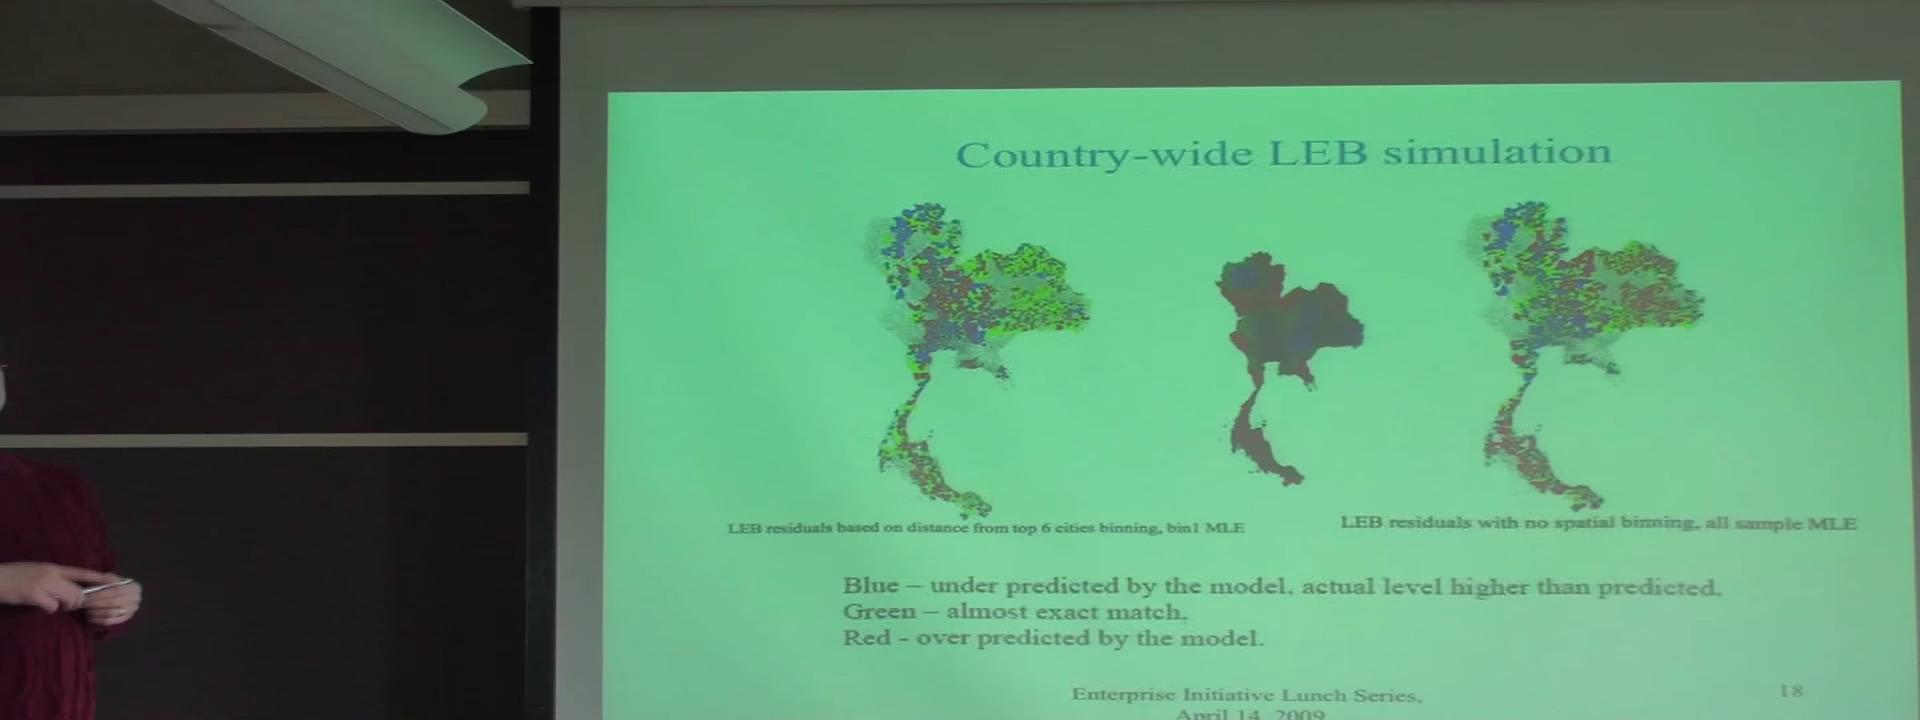 Country-wide LEB simulation
LEB residuals based on distance from top 6 cities binning, bin1 MLE
LEB residuals with no spatial binning, all sample MLE
Blue – under predicted by the model, actual level higher than predicted.
Green – almost exact match.
Red - over predicted by the model.
Enterprise Initiative Lunch Series,
April 14, 2009
18